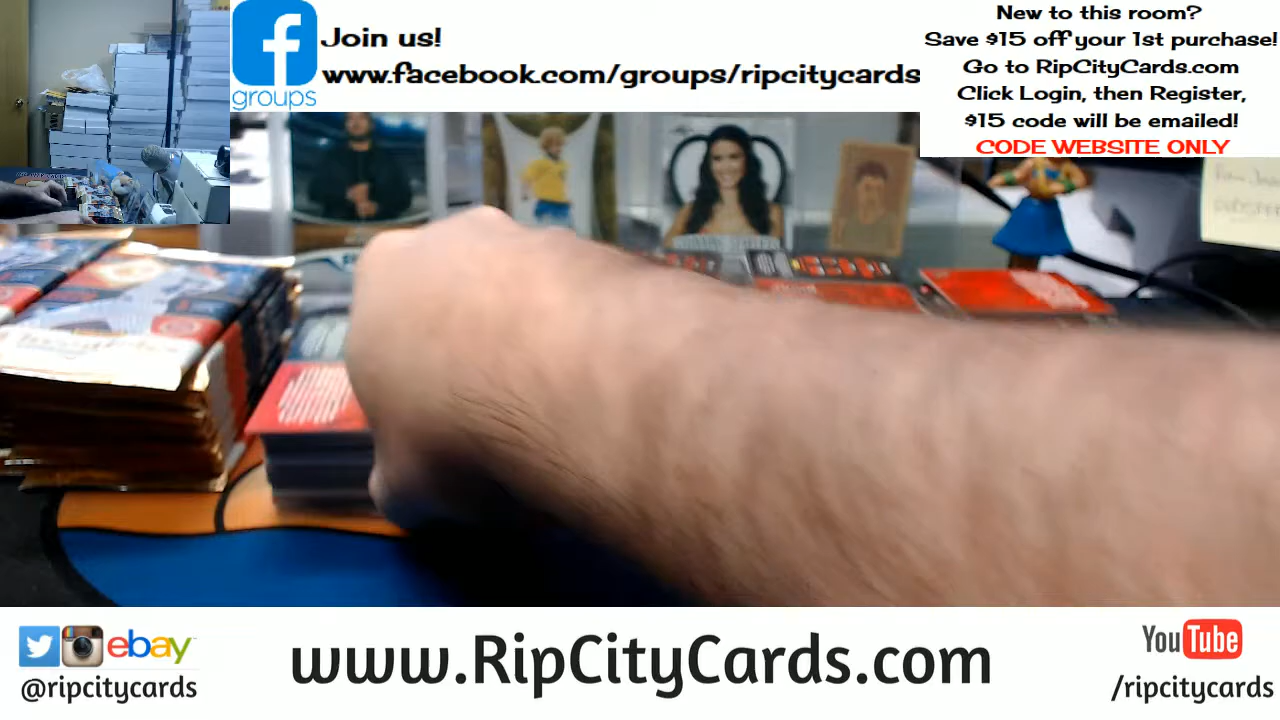 Join us!
www.facebook.com/groups/ripcitycards
groups
New to this room?
Save $15 off your 1st purchase!
Go to RipCityCards.com
Click Login, then Register,
$15 code will be emailed!
CODE WEBSITE ONLY
ebay
@ripcitycards
www.RipCityCards.com
YouTube
/ripcitycards